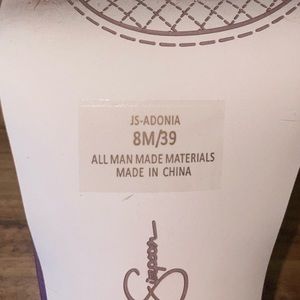 JS-ADONIA
8M/39
ALL MAN MADE MATERIALS
MADE IN CHINA